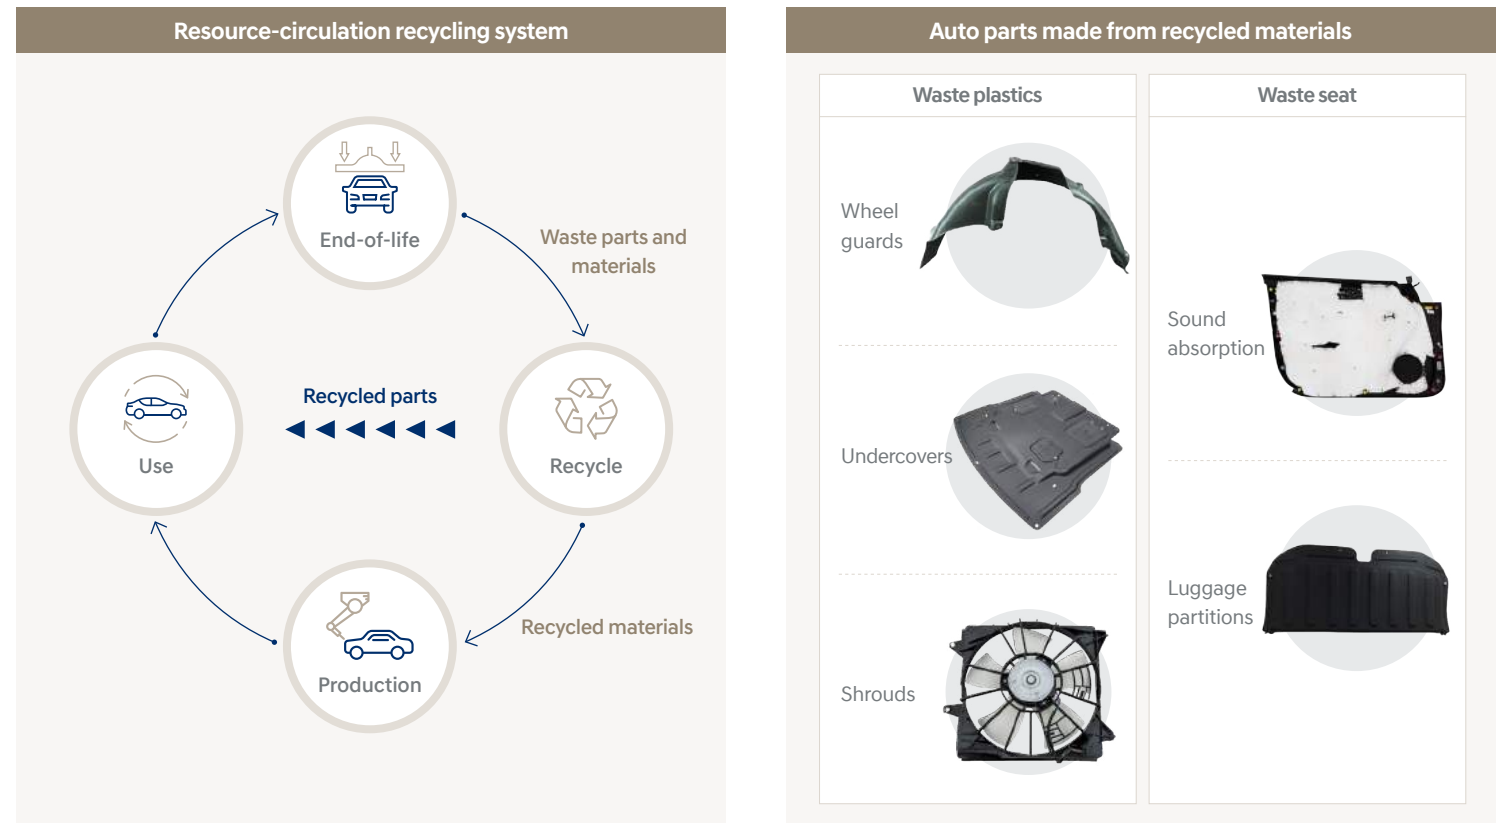 Resource-circulation recycling system
End-of-life
Waste parts and
materials
Recycled parts
Use
Recycle
Recycled materials
Production
Auto parts made from recycled materials
Waste plastics
Wheel
guards
Undercovers
Shrouds
Waste seat
Sound
absorption
Luggage
partitions